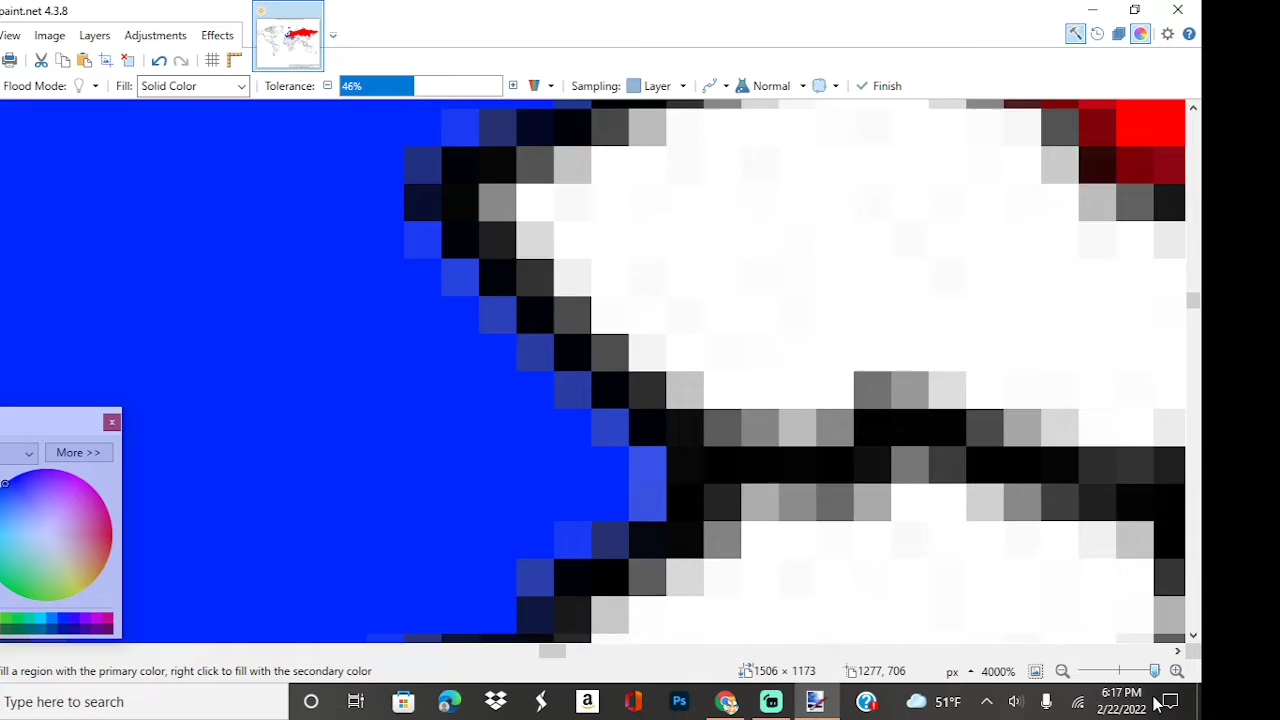 paint.net 4.3.8
View Image Layers Adjustments Effects
Flood Mode: Fill: Solid Color Tolerance: 46% Sampling: Layer Normal Finish
More >>
fill a region with the primary color, right click to fill with the secondary color 1506 × 1173 1277, 706 px 4000%
Type here to search a Ps 51°F 6:17 PM
2/22/2022